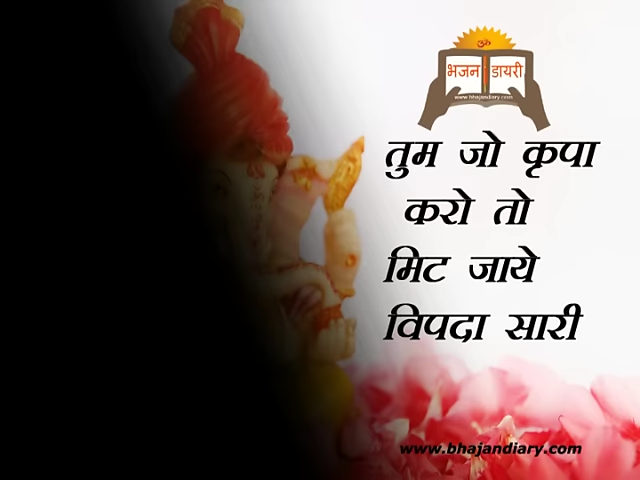 ॐ
भजन डायरी
www.bhajandiary.com
तुम जो कृपा
करो तो
मिट जाये
विपदा सारी
www.bhajandiary.com